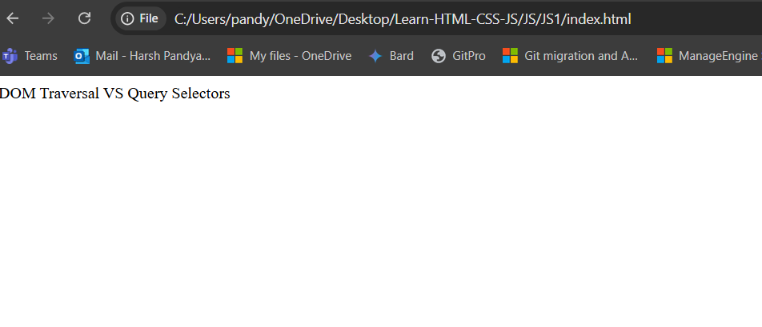 File C:/Users/pandy/OneDrive/Desktop/Learn-HTML-CSS-JS/JS/JS1/index.html
Teams Mail - Harsh Pandya... My files - OneDrive Bard GitPro Git migration and A... ManageEngine
DOM Traversal VS Query Selectors